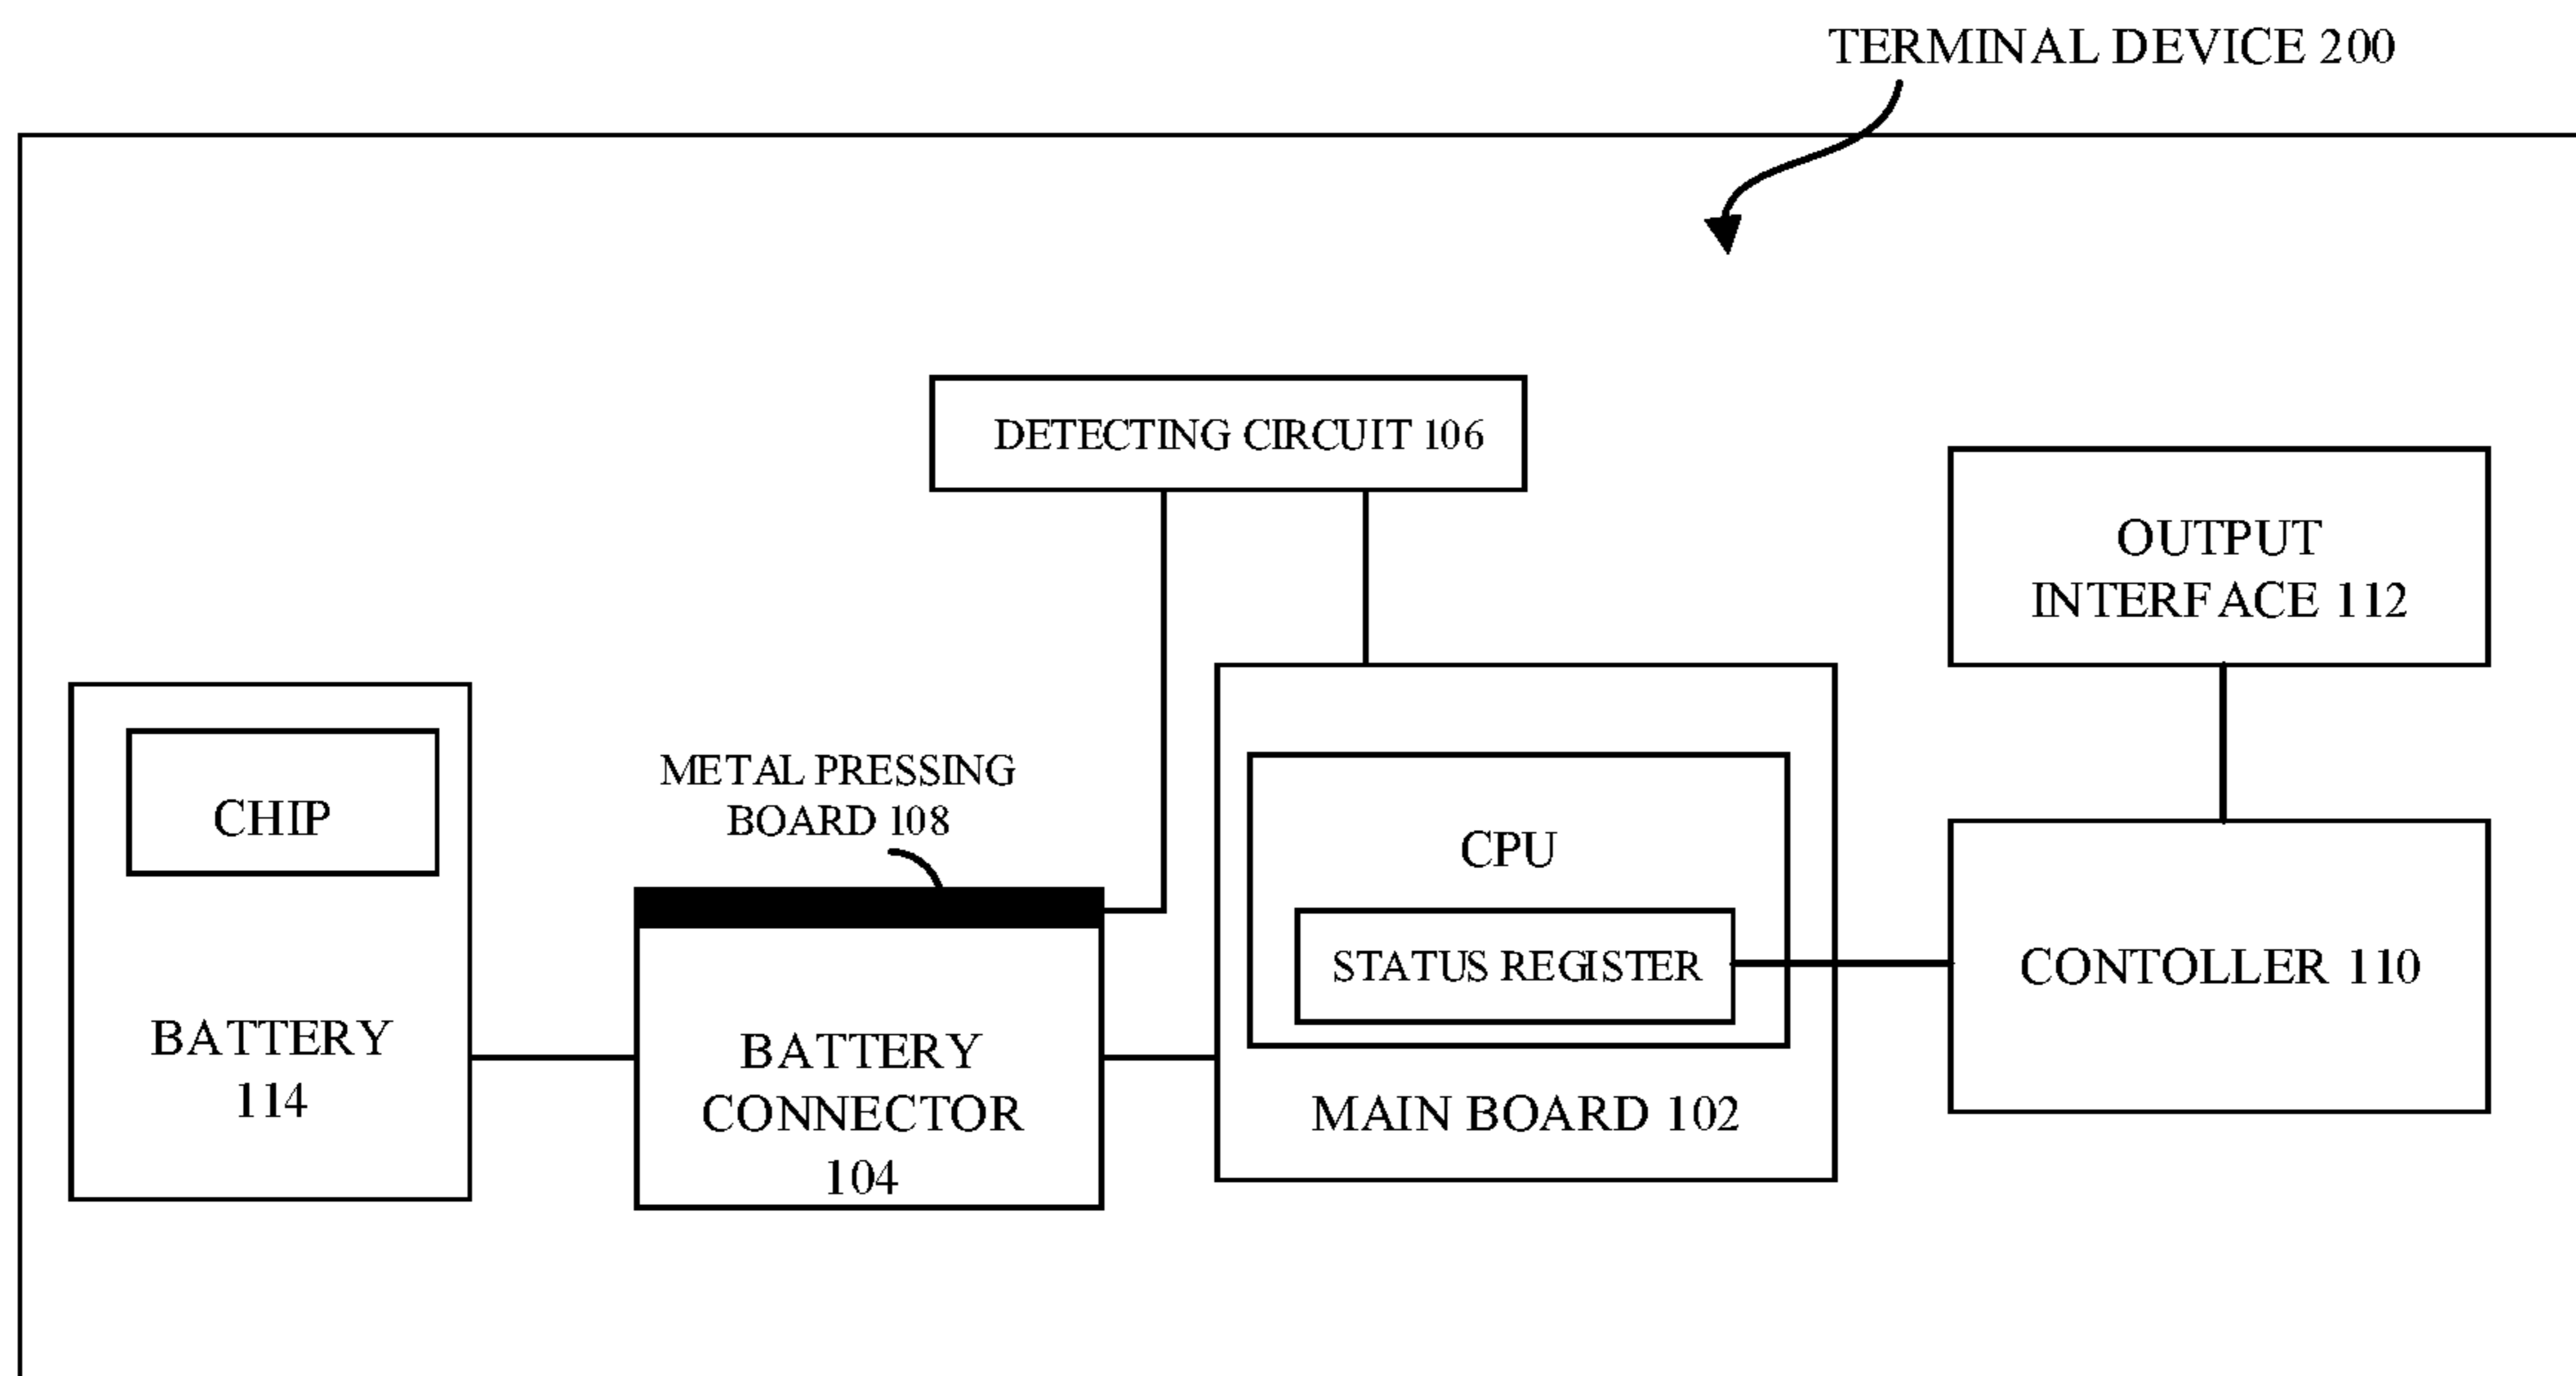 TERMINAL DEVICE 200
DETECTING CIRCUIT 106
OUTPUT
INTERFACE 112
CHIP
BATTERY
114
METAL PRESSING
BOARD 108
BATTERY
CONNECTOR
104
CPU
STATUS REGISTER
MAIN BOARD 102
CONTOLLER 110